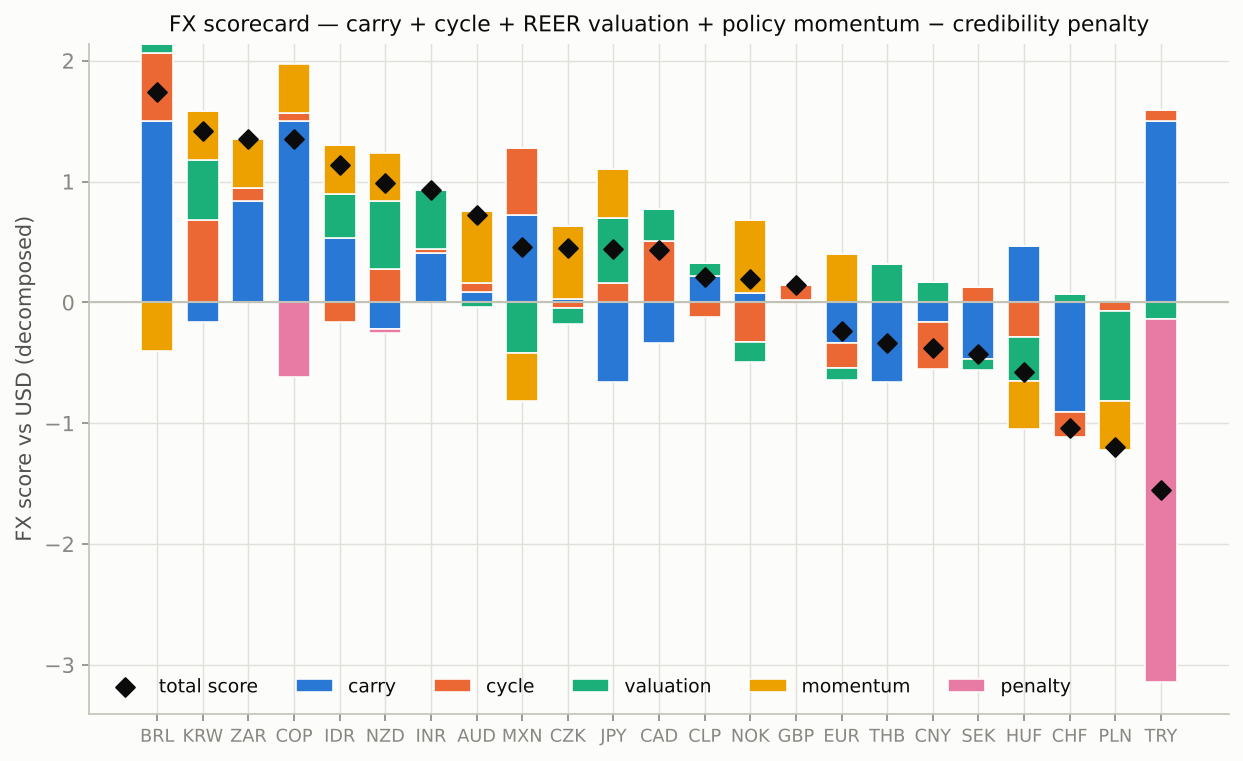 FX scorecard — carry + cycle + REER valuation + policy momentum − credibility penalty
FX score vs USD (decomposed)
2
1
0
−1
−2
−3
total score carry cycle valuation momentum penalty
BRL KRW ZAR COP IDR NZD INR AUD MXN CZK JPY CAD CLP NOK GBP EUR THB CNY SEK HUF CHF PLN TRY